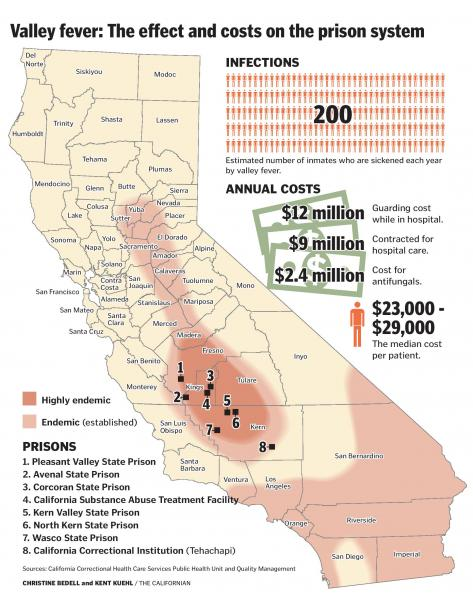 Valley fever: The effect and costs on the prison system
INFECTIONS
200
Estimated number of inmates who are sickened each year
by valley fever.
ANNUAL COSTS
$12 million
Guarding cost
while in hospital.
$9 million
Contracted for
hospital care.
$2.4 million
Cost for
antifungals.
$23,000 -
$29,000
The median cost
per patient.
Del
Norte
Siskiyou
Modoc
Humboldt
Trinity
Shasta
Lassen
Tehama
Plumas
Mendocino
Glenn
Butte
Sierra
Nevada
Lake
Colusa
Yuba
Sutter
Placer
El Dorado
Sonoma
Napa
Yolo
Sacramento
Alpine
Amador
Solano
Calaveras
Marin
Contra
Costa
San
Joaquin
Tuolumne
Mono
San Francisco
Alameda
Stanislaus
Mariposa
San Mateo
Santa
Clara
Santa Cruz
Merced
Madera
San Benito
Fresno
Inyo
Monterey
Kings
Tulare
1
2
3
4
5
6
7
8
San Luis
Obispo
Kern
Santa
Barbara
Ventura
Los
Angeles
San Bernardino
Orange
Riverside
San Diego
Imperial
Highly endemic
Endemic (established)
PRISONS
1. Pleasant Valley State Prison
2. Avenal State Prison
3. Corcoran State Prison
4. California Substance Abuse Treatment Facility
5. Kern Valley State Prison
6. North Kern State Prison
7. Wasco State Prison
8. California Correctional Institution (Tehachapi)
Sources: California Correctional Health Care Services Public Health Unit and Quality Management
CHRISTINE BEDELL and KENT KUEHL / THE CALIFORNIAN